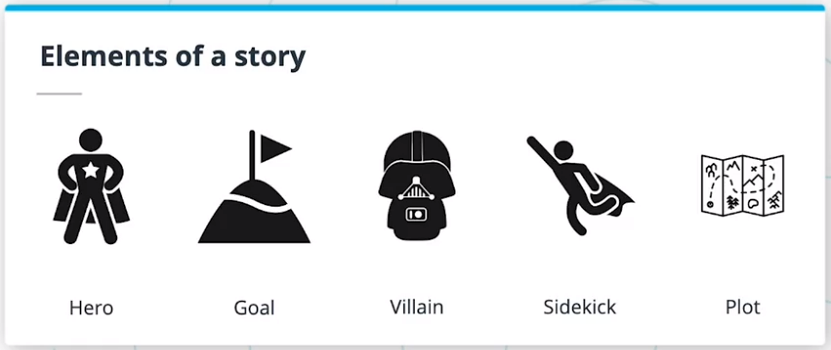 Elements of a story
Hero
Goal
Villain
Sidekick
Plot